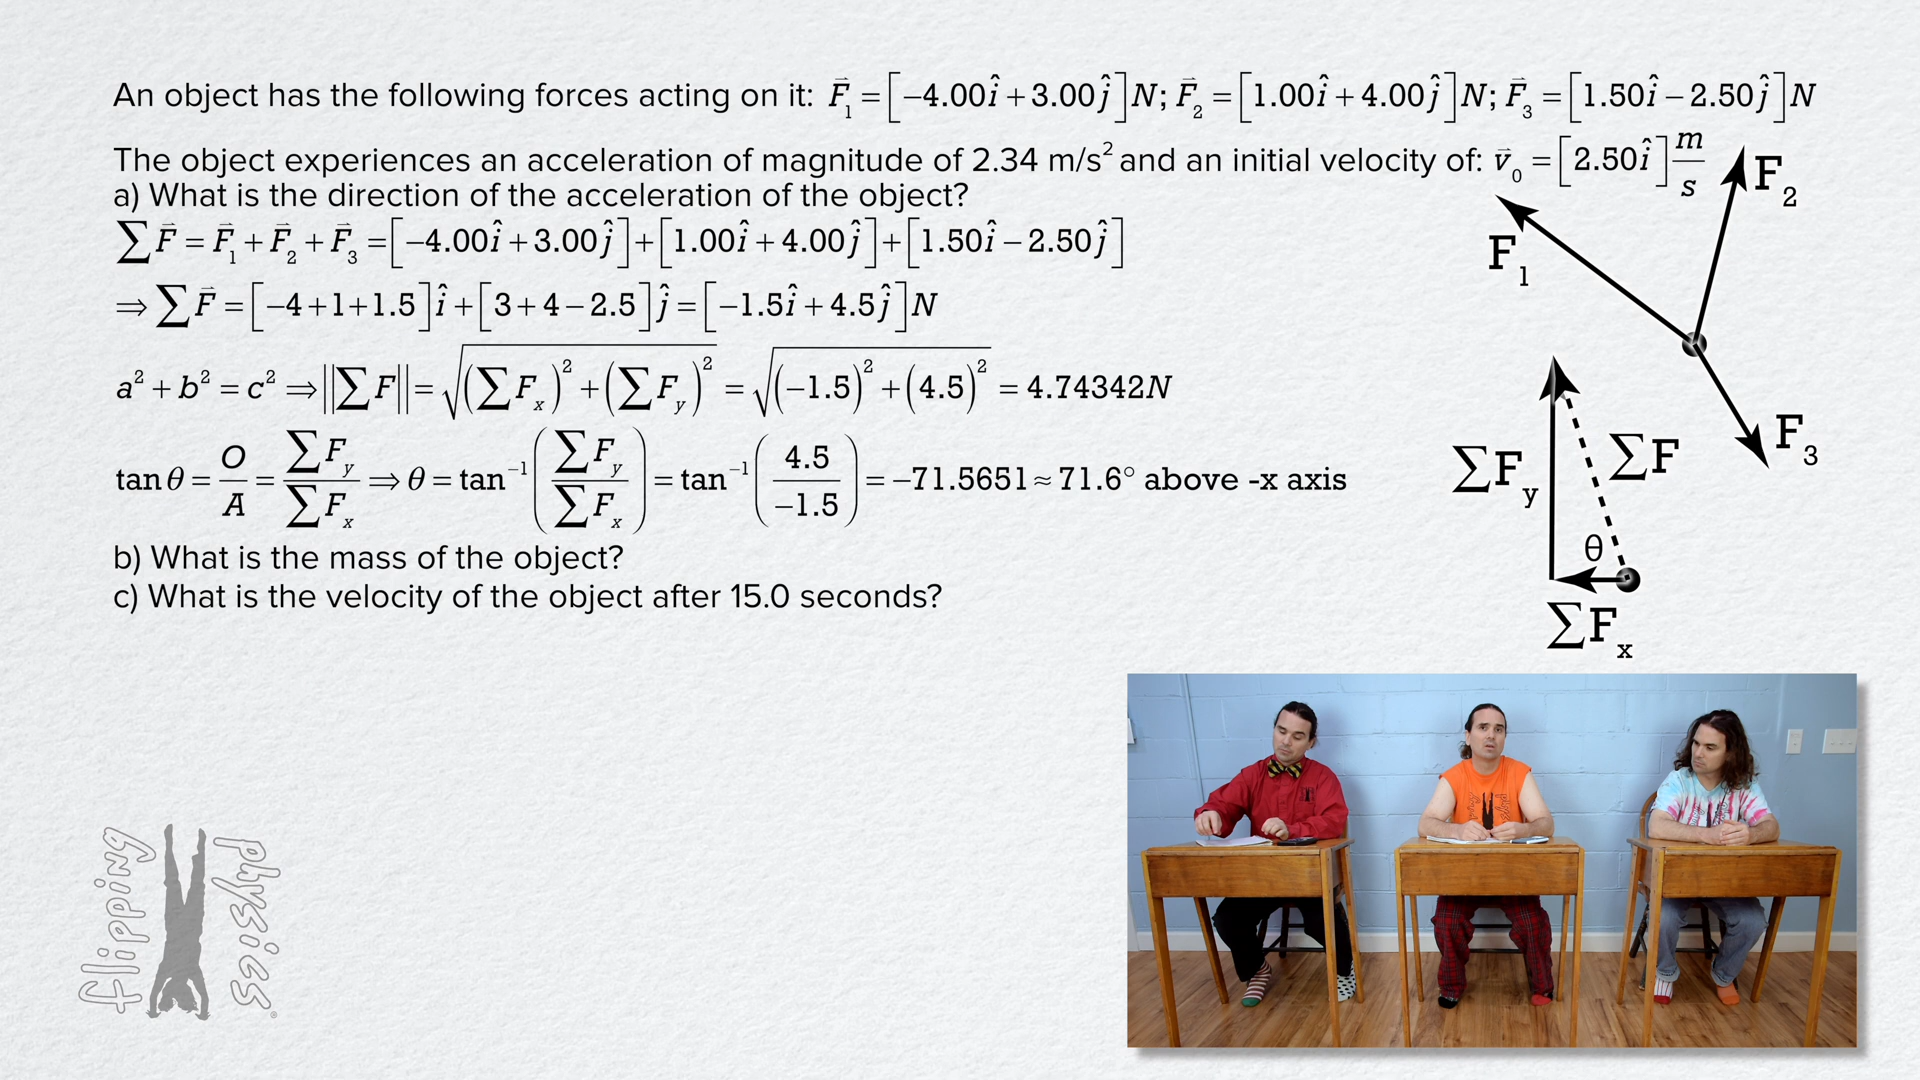 An object has the following forces acting on it: F⃗₁ = [−4.00î + 3.00ĵ]N; F⃗₂ = [1.00î + 4.00ĵ]N; F⃗₃ = [1.50î − 2.50ĵ]N
The object experiences an acceleration of magnitude of 2.34 m/s² and an initial velocity of: v⃗₀ = [2.50î] m/s
a) What is the direction of the acceleration of the object?
∑F⃗ = F⃗₁ + F⃗₂ + F⃗₃ = [−4.00î + 3.00ĵ] + [1.00î + 4.00ĵ] + [1.50î − 2.50ĵ]
⇒ ∑F⃗ = [−4 + 1 + 1.5]î + [3 + 4 − 2.5]ĵ = [−1.5î + 4.5ĵ]N
a² + b² = c² ⇒ ||∑F|| = √((∑Fₓ)² + (∑F_y)²) = √((−1.5)² + (4.5)²) = 4.74342N
tan θ = O/A = ∑F_y/∑Fₓ ⇒ θ = tan⁻¹(∑F_y/∑Fₓ) = tan⁻¹(4.5/−1.5) = −71.5651 ≈ 71.6° above -x axis
b) What is the mass of the object?
c) What is the velocity of the object after 15.0 seconds?
F₂
F₁
F₃
∑F_y
∑F
θ
∑Fₓ
flipping
physics®